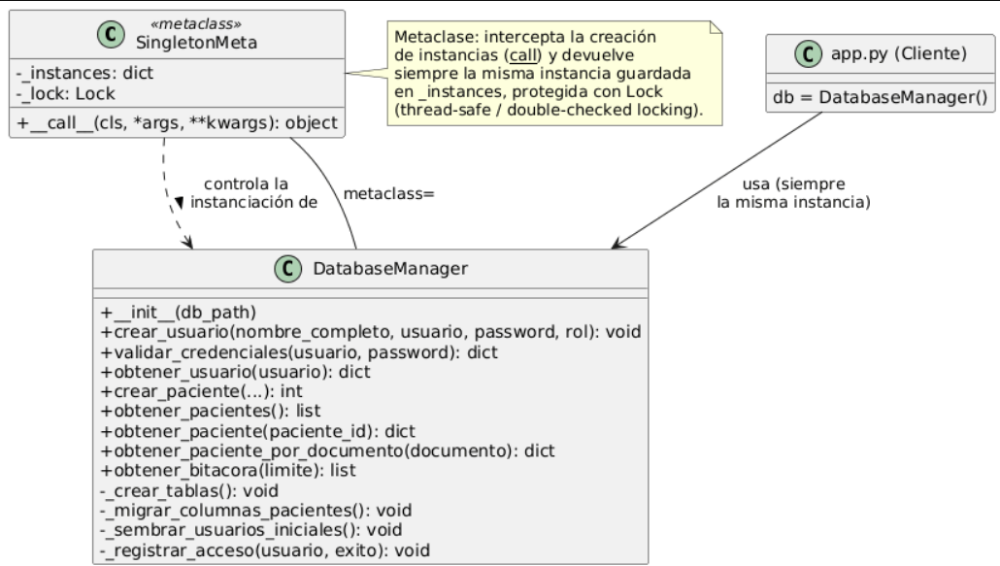 C «metaclass»
SingletonMeta
-_instances: dict
-_lock: Lock
+__call__(cls, *args, **kwargs): object
Metaclase: intercepta la creación
de instancias (call) y devuelve
siempre la misma instancia guardada
en _instances, protegida con Lock
(thread-safe / double-checked locking).
C app.py (Cliente)
db = DatabaseManager()
controla la
instanciación de
metaclass=
usa (siempre
la misma instancia)
C DatabaseManager
+__init__(db_path)
+crear_usuario(nombre_completo, usuario, password, rol): void
+validar_credenciales(usuario, password): dict
+obtener_usuario(usuario): dict
+crear_paciente(...): int
+obtener_pacientes(): list
+obtener_paciente(paciente_id): dict
+obtener_paciente_por_documento(documento): dict
+obtener_bitacora(limite): list
-_crear_tablas(): void
-_migrar_columnas_pacientes(): void
-_sembrar_usuarios_iniciales(): void
-_registrar_acceso(usuario, exito): void